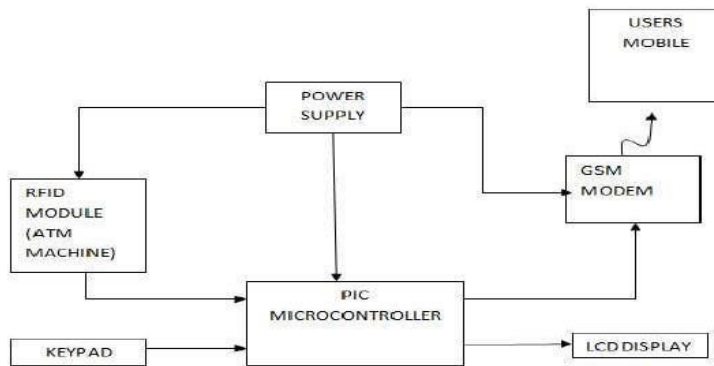 USERS
MOBILE
POWER
SUPPLY
GSM
MODEM
RFID
MODULE
(ATM
MACHINE)
PIC
MICROCONTROLLER
KEYPAD
LCD DISPLAY